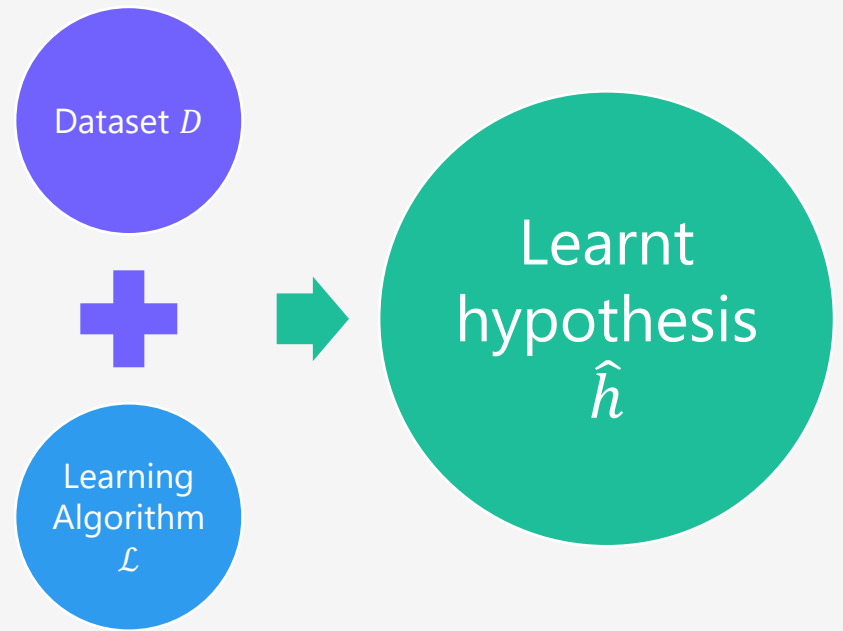 Dataset 𝐷
Learning
Algorithm
ℒ
Learnt
hypothesis
ĥ